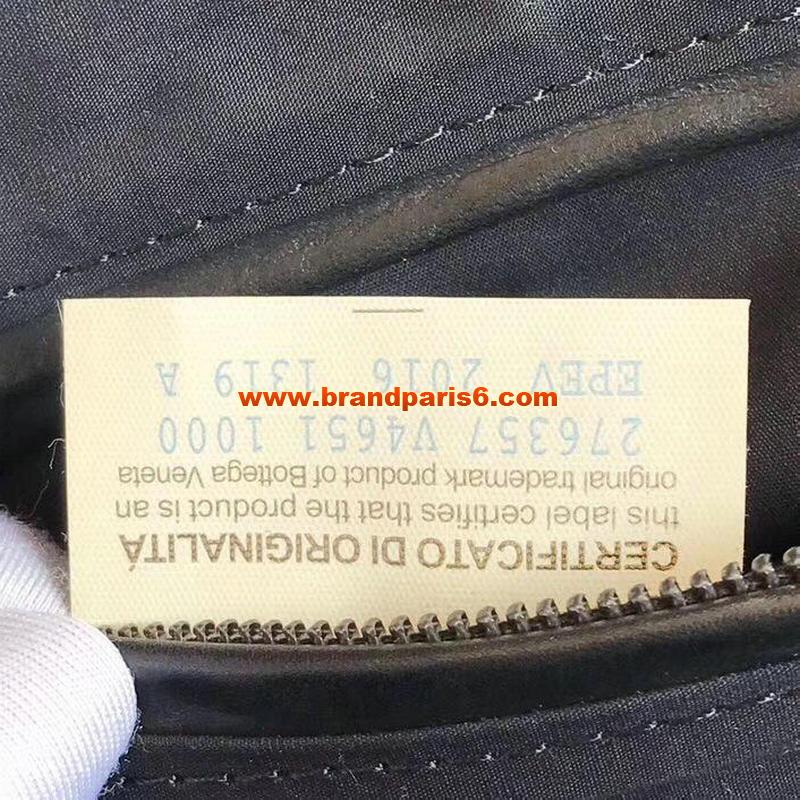 CERTIFICATO DI ORIGINALITÁ
this label certifies that the product is an
original trademark product of Bottega Veneta
276357 V4651 1000
www.brandparis6.com
EPEV 2016 1319 A